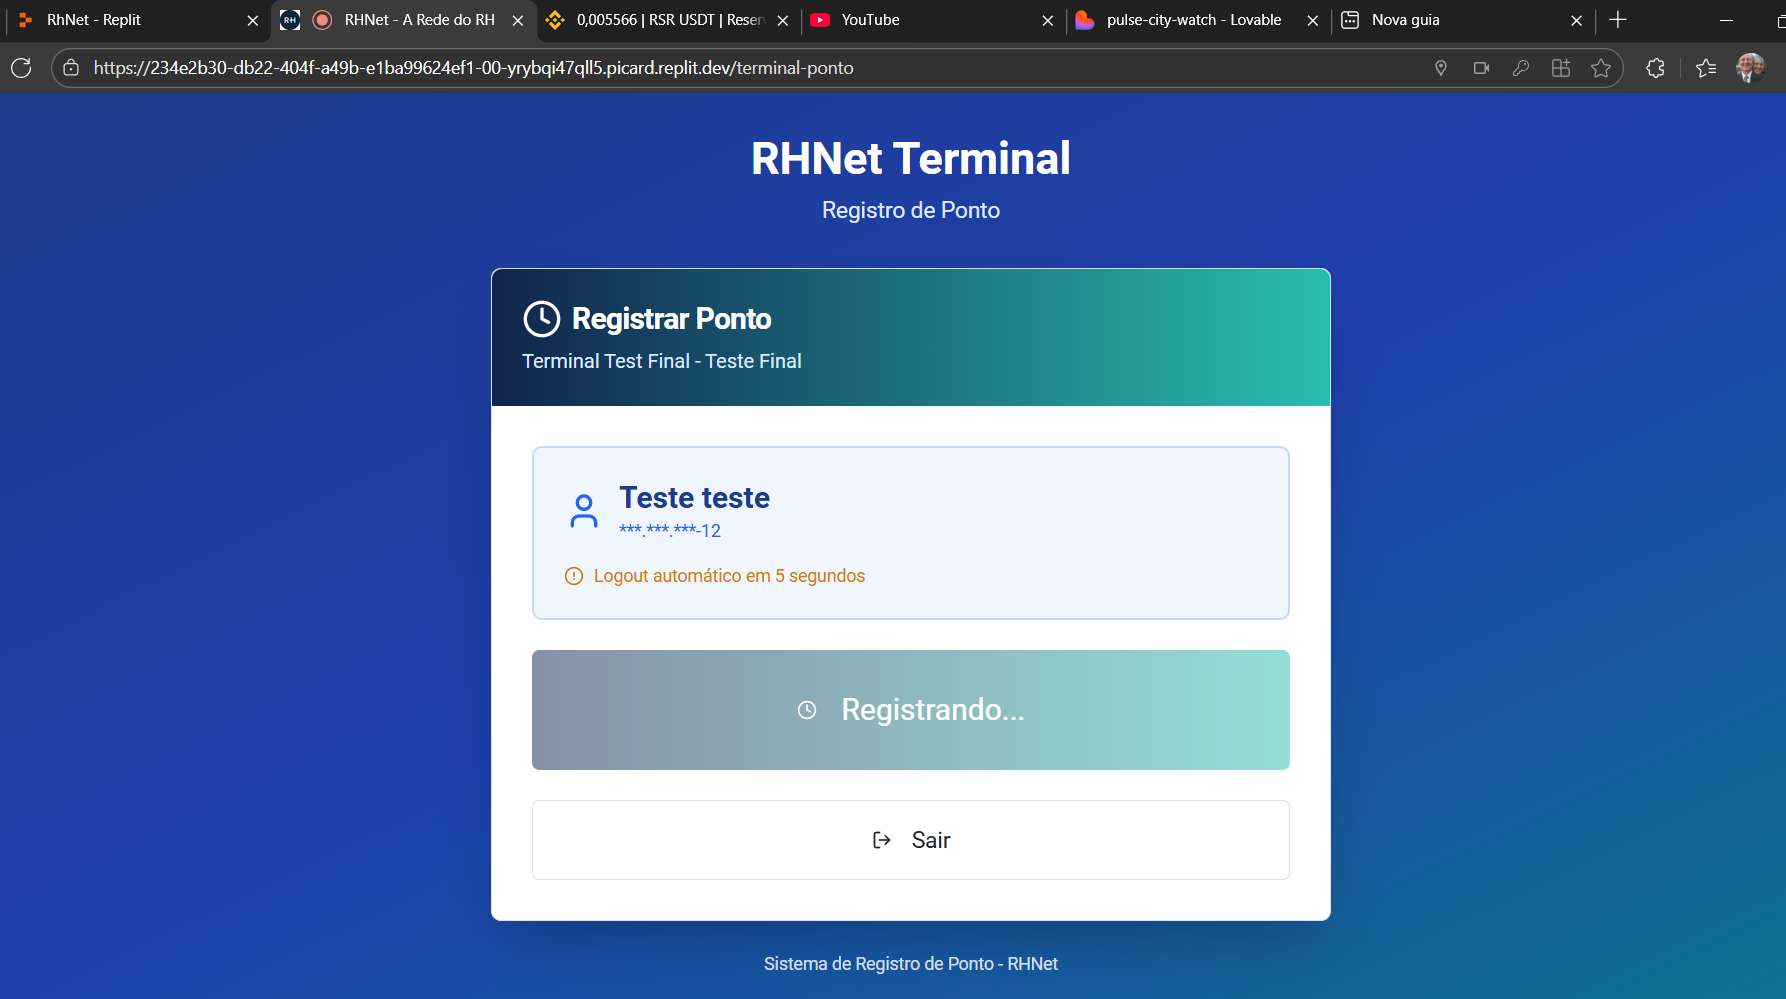 RhNet - Replit
RH
RHNet - A Rede do RH
0,005566 | RSR USDT | Reser
YouTube
pulse-city-watch - Lovable
Nova guia
https://234e2b30-db22-404f-a49b-e1ba99624ef1-00-yrybqi47qll5.picard.replit.dev/terminal-ponto
RHNet Terminal
Registro de Ponto
Registrar Ponto
Terminal Test Final - Teste Final
Teste teste
***.***.***-12
Logout automático em 5 segundos
Registrando...
Sair
Sistema de Registro de Ponto - RHNet